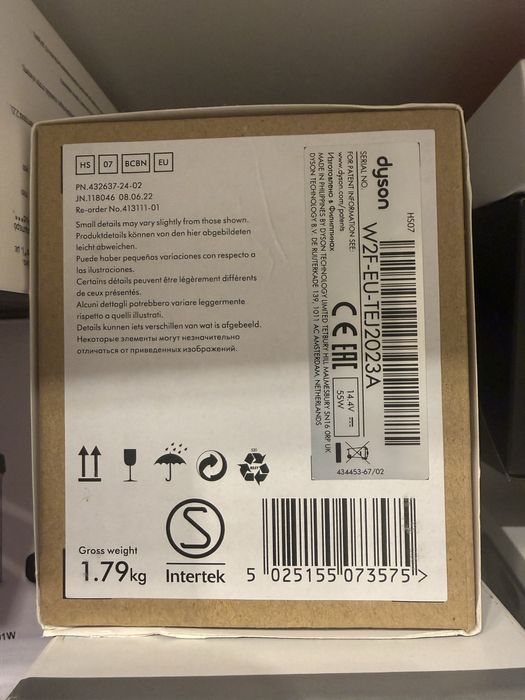 HS 07 BCBN EU
PN.432637-24-02
JN.118046 08.06.22
Re-order No.413111-01
Small details may vary slightly from those shown.
Produktdetails können von den hier abgebildeten
leicht abweichen.
Puede haber pequeñas variaciones con respecto a
las ilustraciones.
Certains détails peuvent être légèrement différents
de ceux présentés.
Alcuni dettagli potrebbero variare leggermente
rispetto a quelli illustrati.
Details kunnen iets verschillen van wat is afgebeeld.
Некоторые элементы могут незначительно
отличаться от приведенных изображений.
Gross weight
1.79kg
S
Intertek
5 025155 073575 >
HS07
dyson
SERIAL NO.
W2F-EU-TEJ2023A
FOR PATENT INFORMATION SEE:
www.dyson.com/patents
Изготовлено в Филиппинах
MADE IN PHILIPPINES BY DYSON TECHNOLOGY LIMITED TETBURY HILL MALMESBURY SN16 0RP UK
DYSON TECHNOLOGY B.V. DE RUIJTERKADE 139, 1011 AC AMSTERDAM, NETHERLANDS
CE EAC
14.4V
55W
434453-67/02